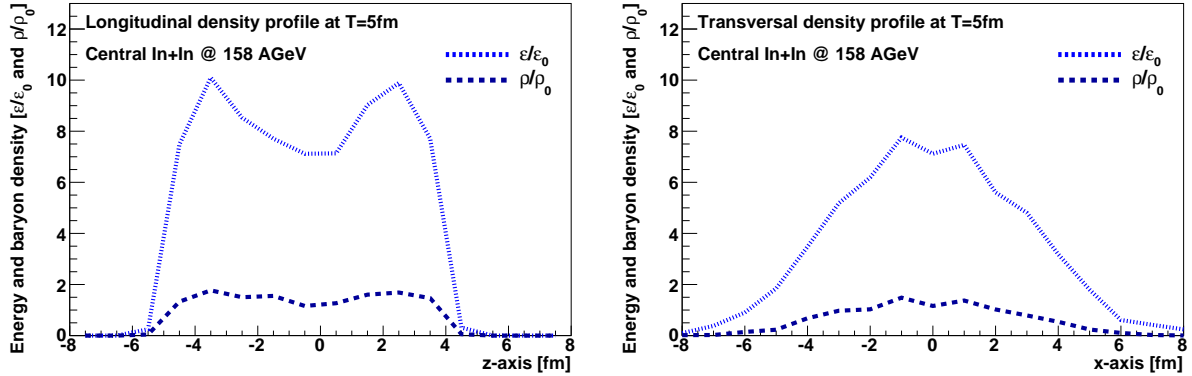 Energy and baryon density [ε/ε0 and ρ/ρ0]
Longitudinal density profile at T=5fm
Central In+In @ 158 AGeV
ε/ε0
ρ/ρ0
12
10
8
6
4
2
0
-8 -6 -4 -2 0 2 4 6 8
z-axis [fm]
Energy and baryon density [ε/ε0 and ρ/ρ0]
Transversal density profile at T=5fm
Central In+In @ 158 AGeV
ε/ε0
ρ/ρ0
12
10
8
6
4
2
0
-8 -6 -4 -2 0 2 4 6 8
x-axis [fm]